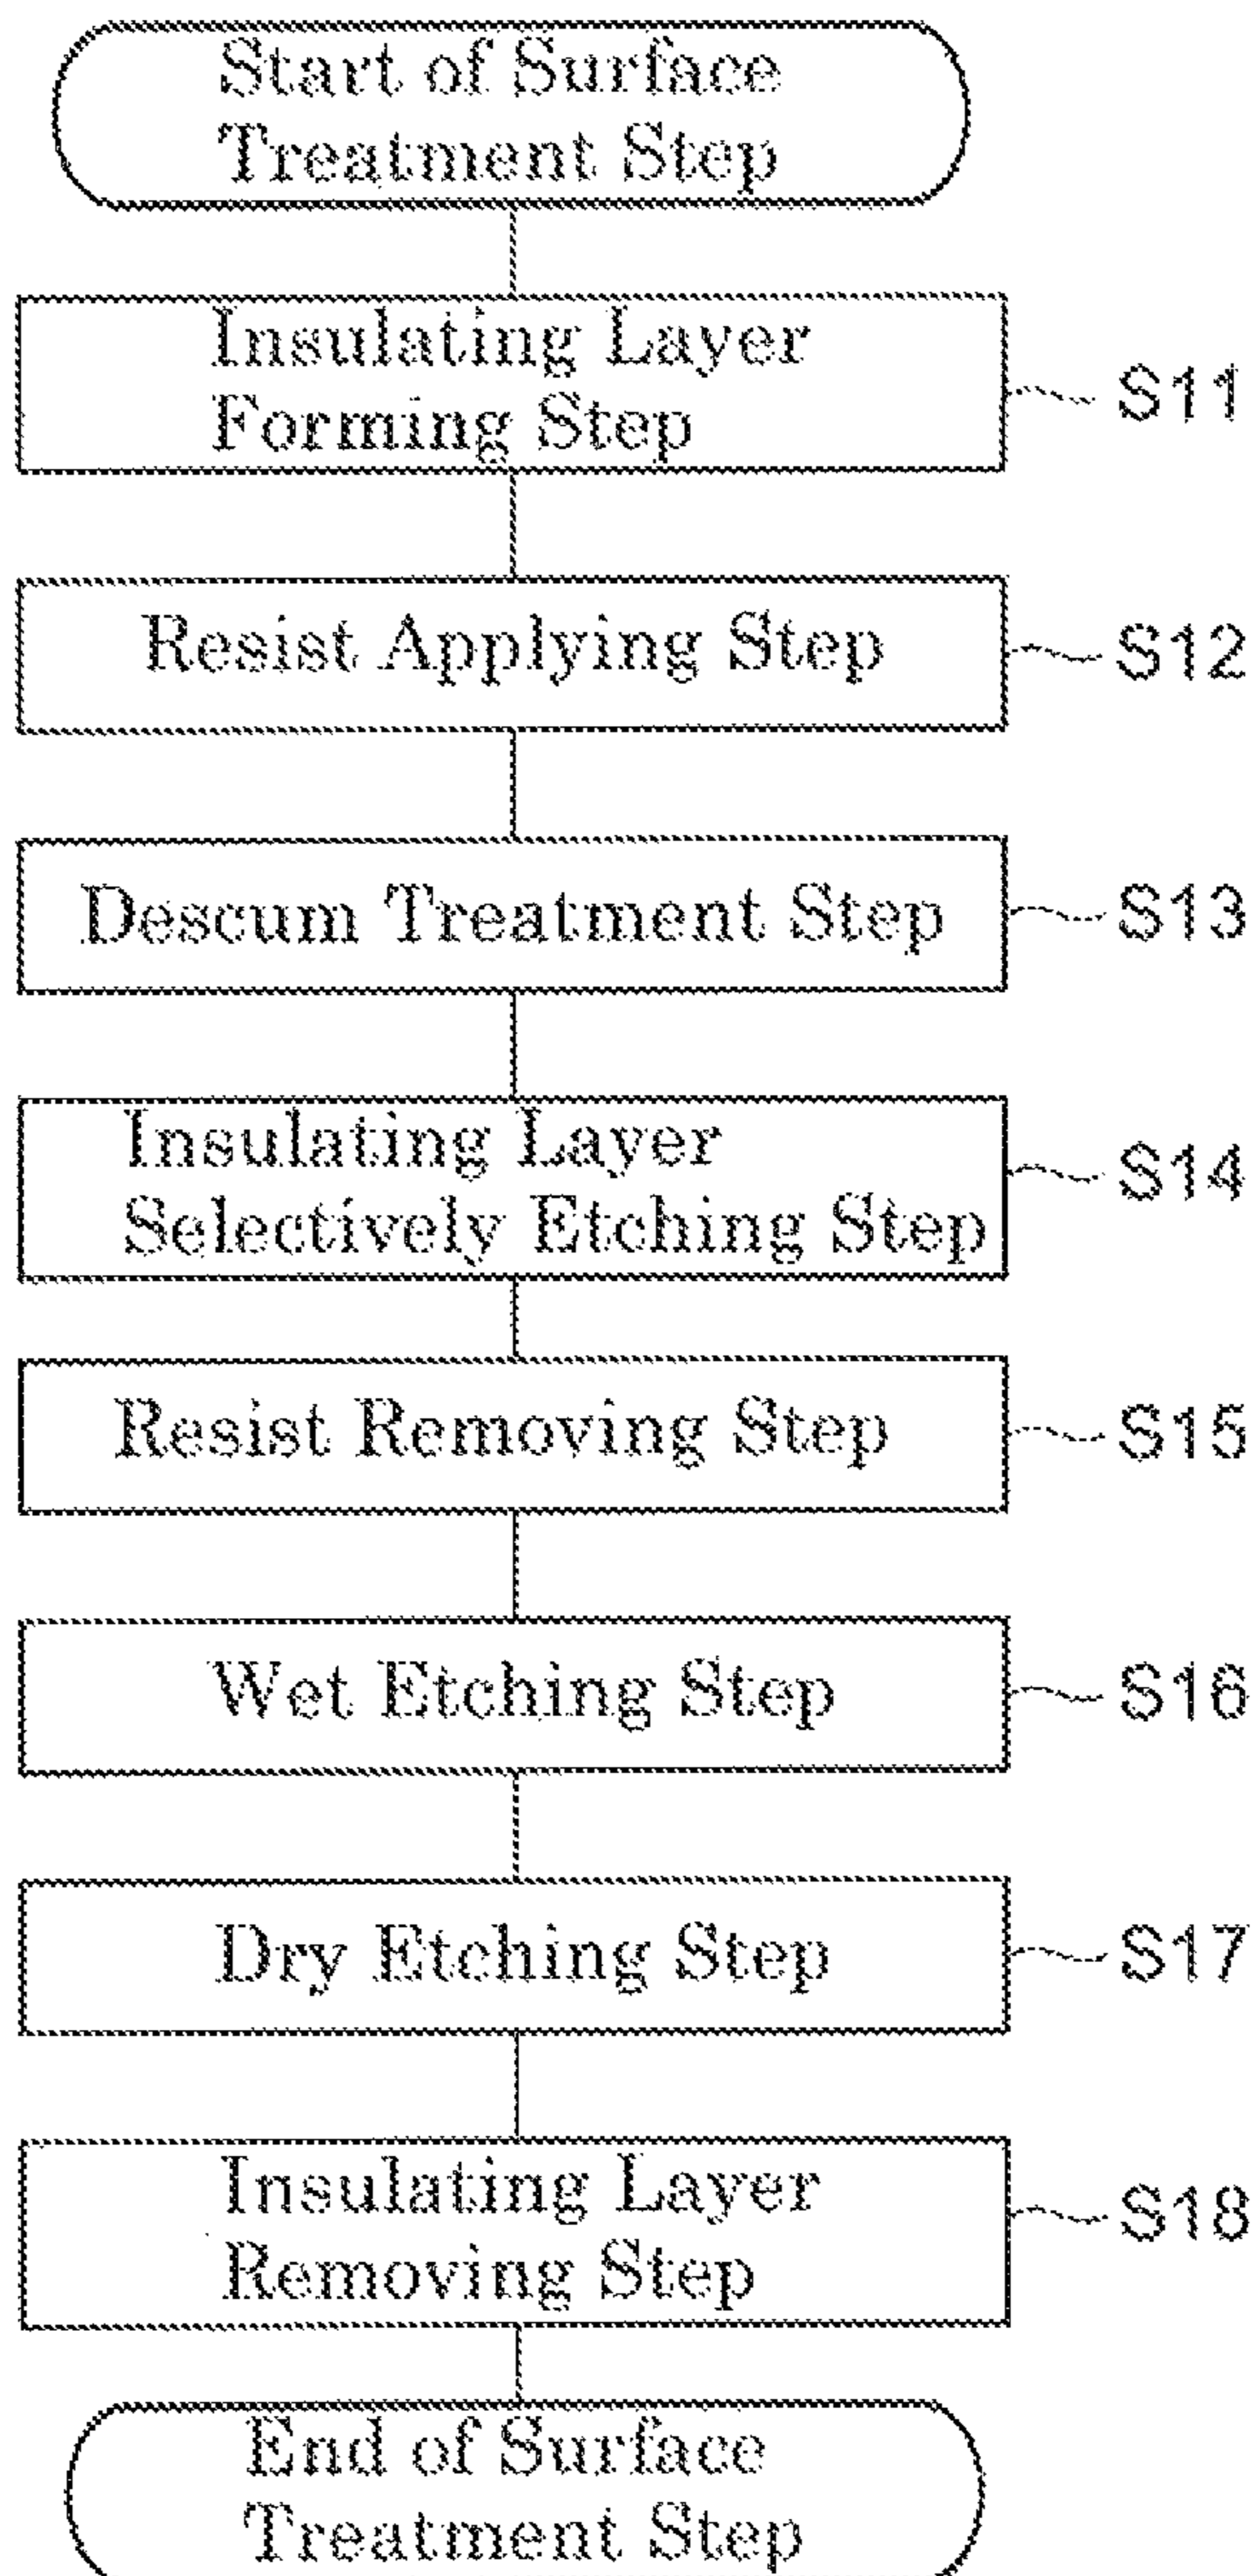 Start of Surface
Treatment Step
Insulating Layer
Forming Step
S11
Resist Applying Step
S12
Descum Treatment Step
S13
Insulating Layer
Selectively Etching Step
S14
Resist Removing Step
S15
Wet Etching Step
S16
Dry Etching Step
S17
Insulating Layer
Removing Step
S18
End of Surface
Treatment Step